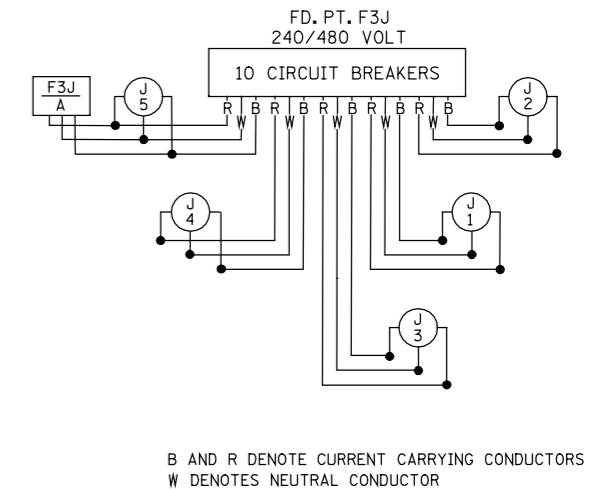 FD. PT. F3J
240/480 VOLT
10 CIRCUIT BREAKERS
F3J
A
J
5
J
2
R W B R W B R W B R W B R W B
J
4
J
1
J
3
B AND R DENOTE CURRENT CARRYING CONDUCTORS
W DENOTES NEUTRAL CONDUCTOR